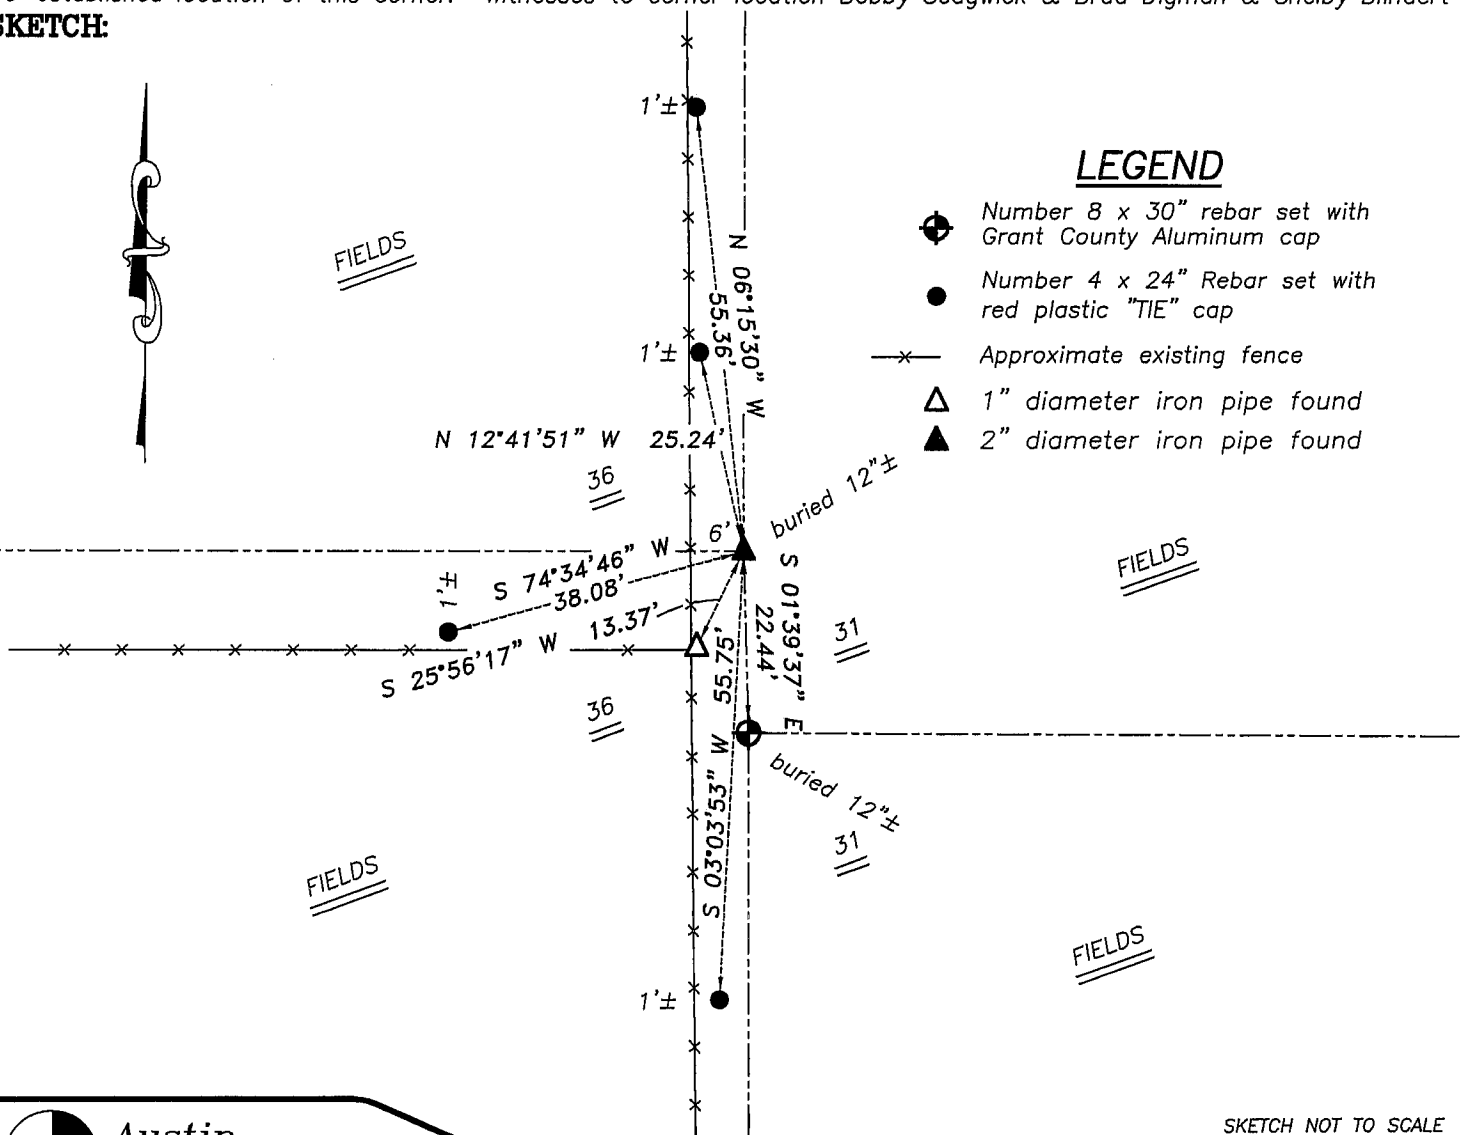 established location of this corner. Witnesses to corner location Bobby Sedgwick & Brad Digman & Shelby Blindert
SKETCH:
1'±
LEGEND
Number 8 x 30" rebar set with
Grant County Aluminum cap
FIELDS
N 06°15'30" W
55.36'
Number 4 x 24" Rebar set with
red plastic "TIE" cap
1'±
Approximate existing fence
1" diameter iron pipe found
N 12°41'51" W 25.24'
2" diameter iron pipe found
36
buried 12"±
6'
FIELDS
S 74°34'46" W
38.08'
1'±
S 01°39'37" E
22.44'
13.37'
S 25°56'17" W
31
S 03°03'53" W 55.75'
36
buried 12"±
31
FIELDS
FIELDS
1'±
Austin
SKETCH NOT TO SCALE